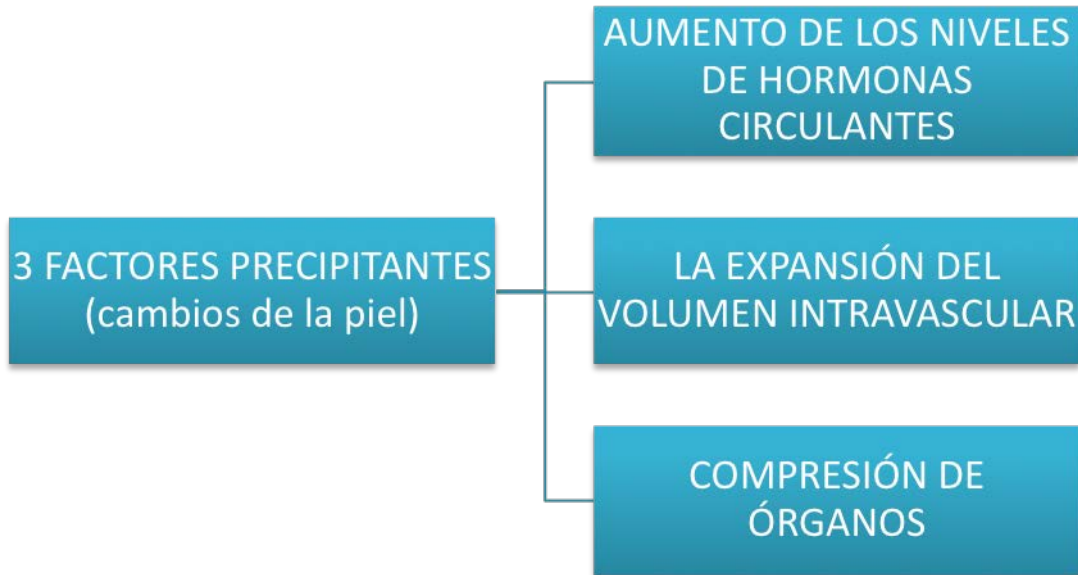 3 FACTORES PRECIPITANTES
(cambios de la piel)
AUMENTO DE LOS NIVELES
DE HORMONAS
CIRCULANTES
LA EXPANSIÓN DEL
VOLUMEN INTRAVASCULAR
COMPRESIÓN DE
ÓRGANOS